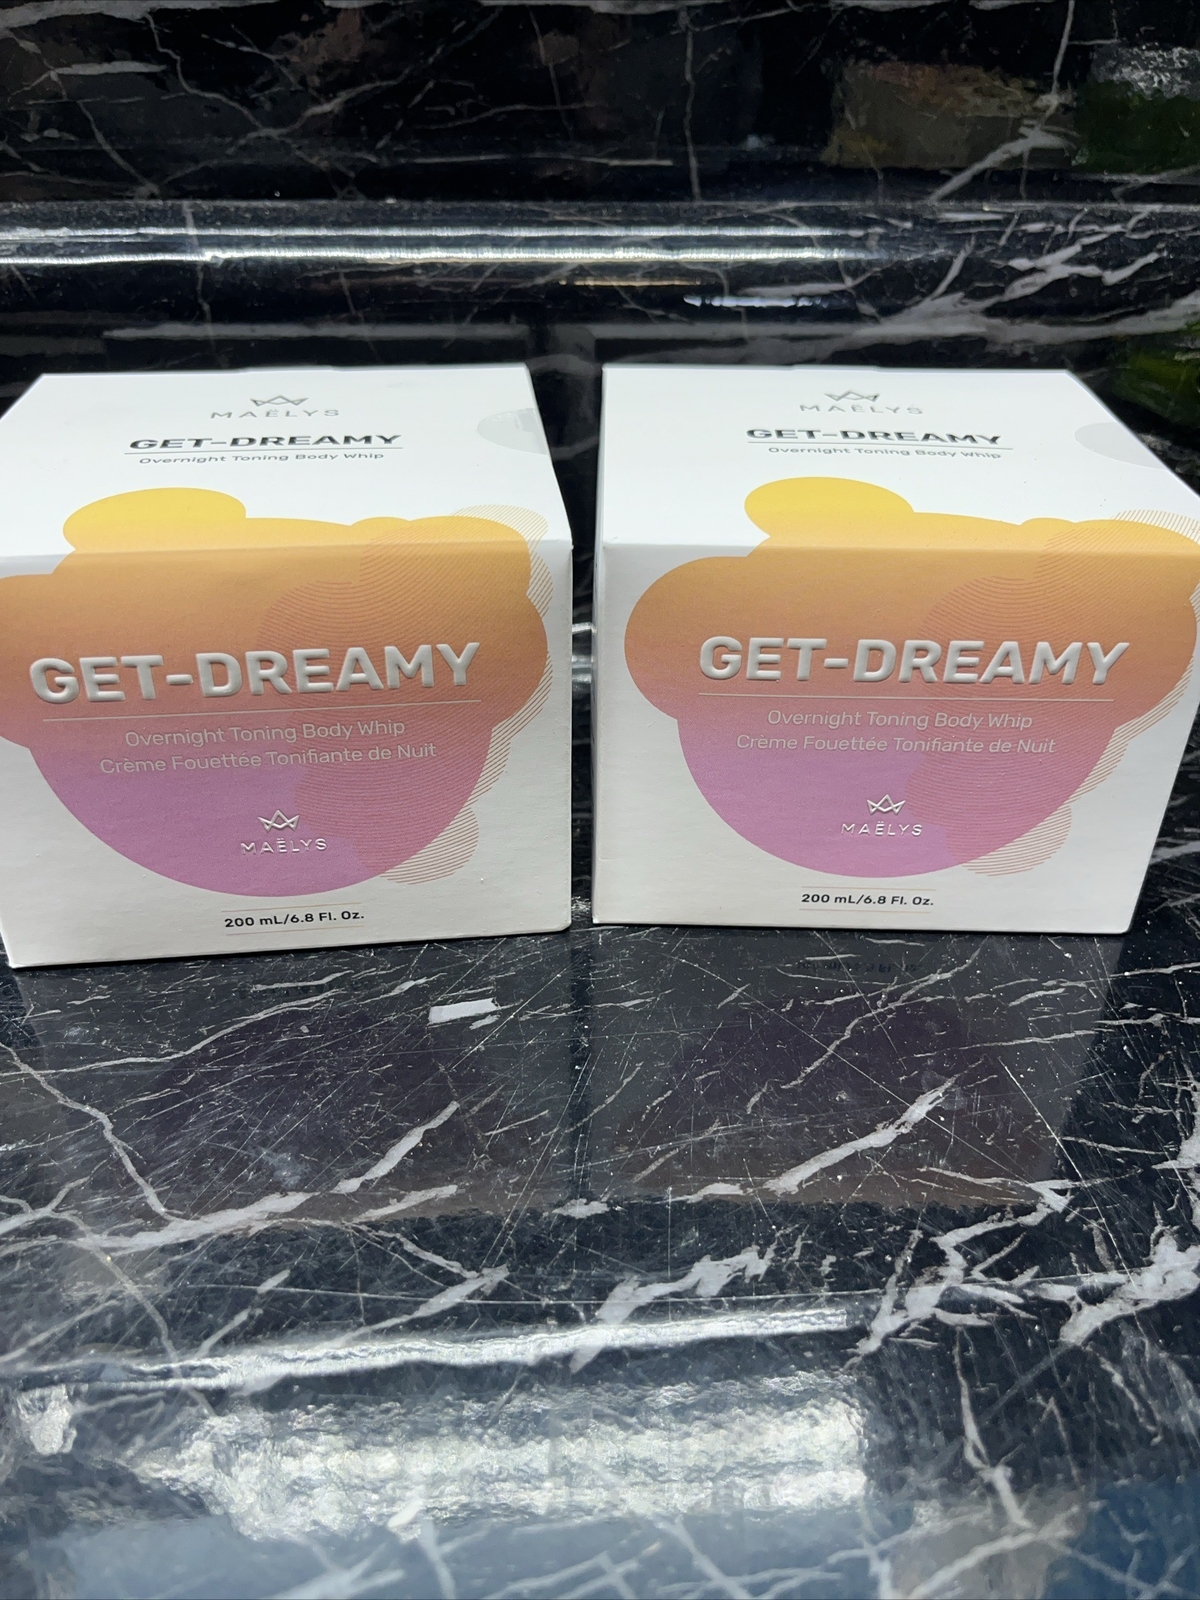 MAËLYS
GET-DREAMY
Overnight Toning Body Whip
GET-DREAMY
Overnight Toning Body Whip
Crème Fouettée Tonifiante de Nuit
MAËLYS
200 mL/6.8 Fl. Oz.
MAËLYS
GET-DREAMY
Overnight Toning Body Whip
GET-DREAMY
Overnight Toning Body Whip
Crème Fouettée Tonifiante de Nuit
MAËLYS
200 mL/6.8 Fl. Oz.